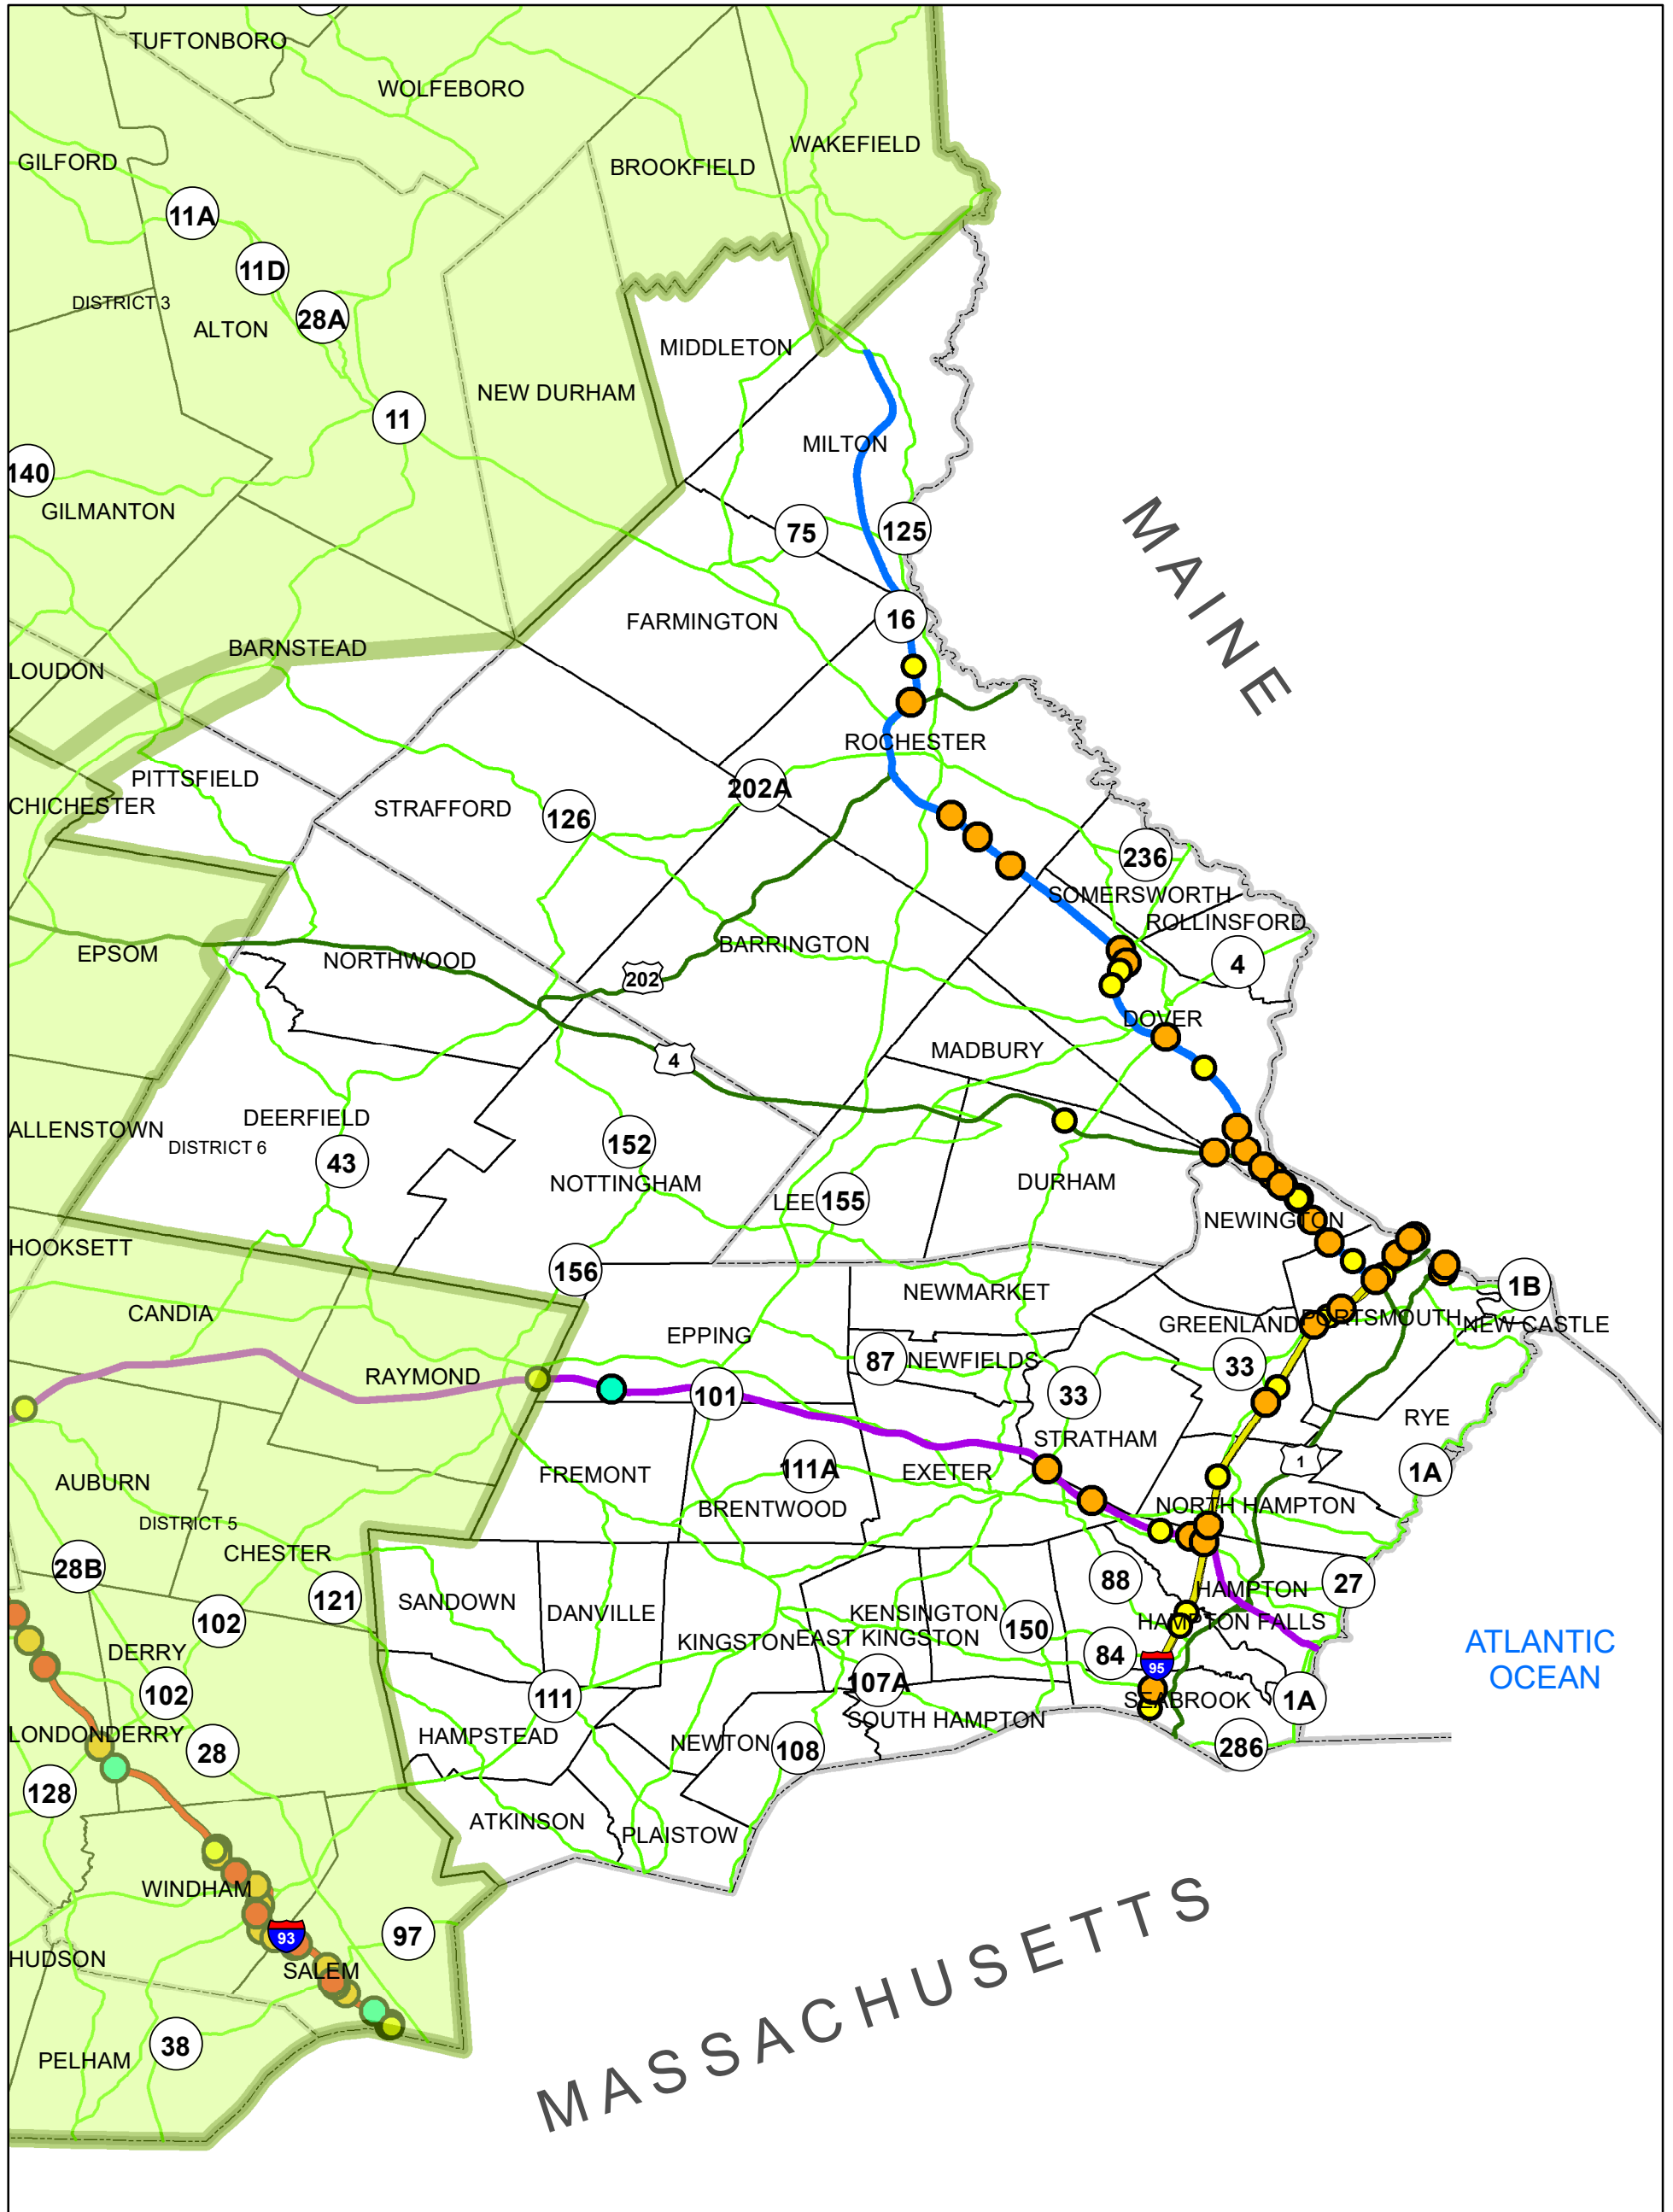 TUFTONBORO
WOLFEBORO
WAKEFIELD
GILFORD
BROOKFIELD
11A
11D
DISTRICT 3
28A
ALTON
MIDDLETON
NEW DURHAM
11
MILTON
140
GILMANTON
75
125
MAINE
16
FARMINGTON
BARNSTEAD
LOUDON
ROCHESTER
PITTSFIELD
202A
CHICHESTER
STRAFFORD
126
236
SOMERSWORTH
ROLLINSFORD
BARRINGTON
EPSOM
NORTHWOOD
4
202
DOVER
MADBURY
4
DEERFIELD
ALLENSTOWN
DISTRICT 6
152
43
DURHAM
NOTTINGHAM
LEE
155
NEWINGTON
HOOKSETT
156
1B
NEWMARKET
CANDIA
GREENLAND
PORTSMOUTH
NEW CASTLE
EPPING
87
NEWFIELDS
33
RAYMOND
101
33
RYE
STRATHAM
1
111A
EXETER
1A
FREMONT
AUBURN
BRENTWOOD
NORTH HAMPTON
DISTRICT 5
CHESTER
28B
88
27
HAMPTON
121
SANDOWN
DANVILLE
KENSINGTON
102
150
HAMPTON FALLS
KINGSTON
EAST KINGSTON
ATLANTIC
OCEAN
DERRY
84
95
107A
102
111
SEABROOK
1A
SOUTH HAMPTON
LONDONDERRY
HAMPSTEAD
NEWTON
108
286
28
128
ATKINSON
PLAISTOW
WINDHAM
97
93
HUDSON
SALEM
MASSACHUSETTS
38
PELHAM